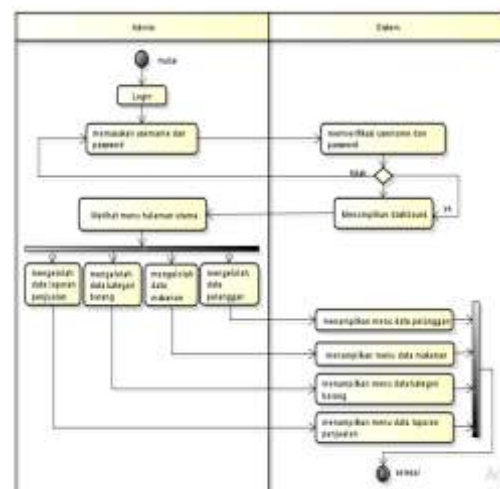 Admin
Sistem
mulai
Login
memasukan username dan
password
memverifikasi username dan
password
tidak
ya
Menampilkan Dashboard
Melihat menu halaman utama
mengelolah
data laporan
penjualan
mengelolah
data kategori
barang
mengelolah
data
makanan
mengelolah
data
pelanggan
menampilkan menu data pelanggan
menampilkan menu data makanan
menampilkan menu data kategori
barang
menampilkan menu data laporan
penjualan
selesai